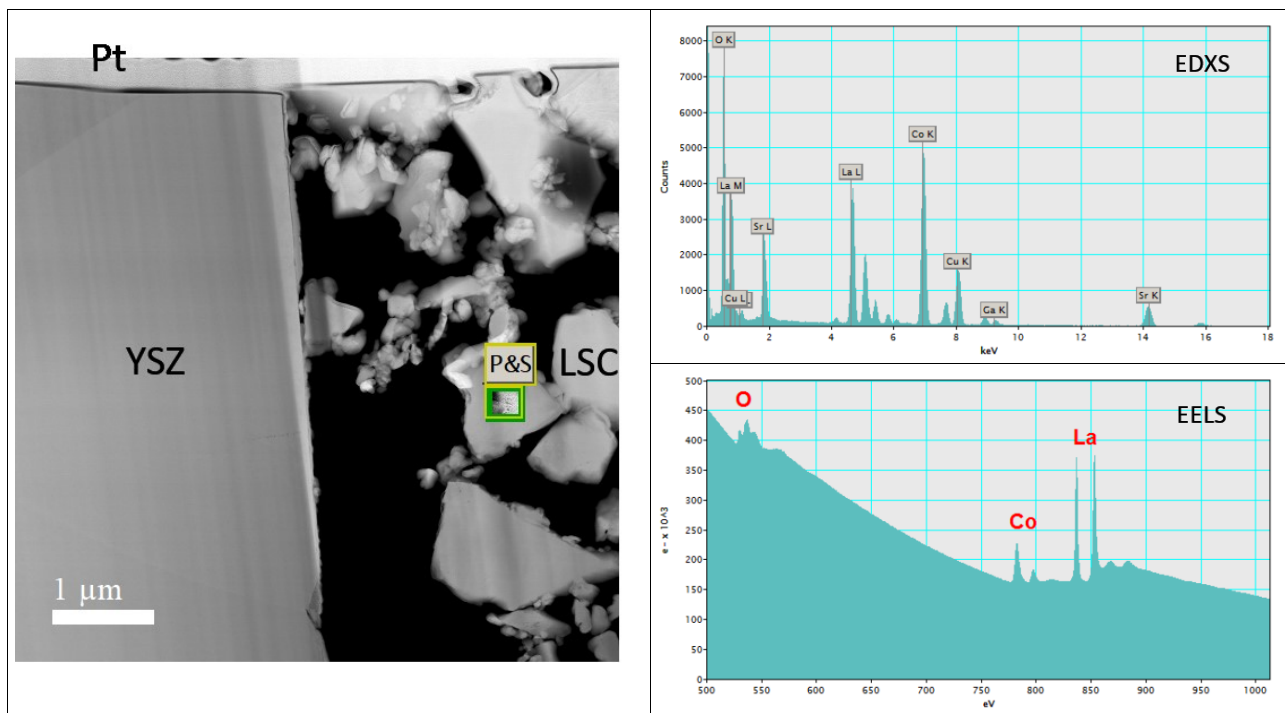 Pt
YSZ
P&S
LSC
1 µm
EDXS
Counts
8000
7000
6000
5000
4000
3000
2000
1000
0
O K
La M
Sr L
Cu L
La L
Co K
Cu K
Ga K
Sr K
0 2 4 6 8 10 12 14 16 18
keV
EELS
e - x 10^3
500
450
400
350
300
250
200
150
100
50
0
O
Co
La
500 550 600 650 700 750 800 850 900 950 1000
eV